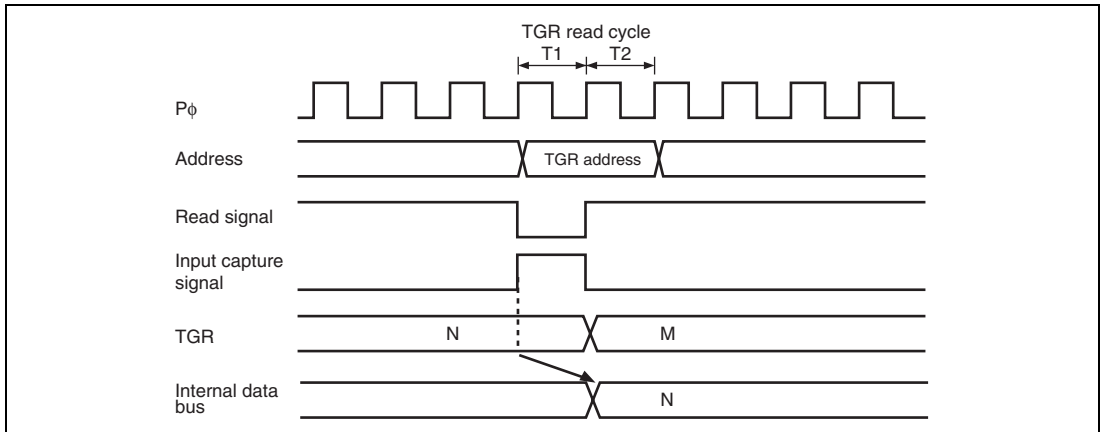 TGR read cycle
T1 T2
Pϕ
Address
TGR address
Read signal
Input capture
signal
TGR
N
M
Internal data
bus
N